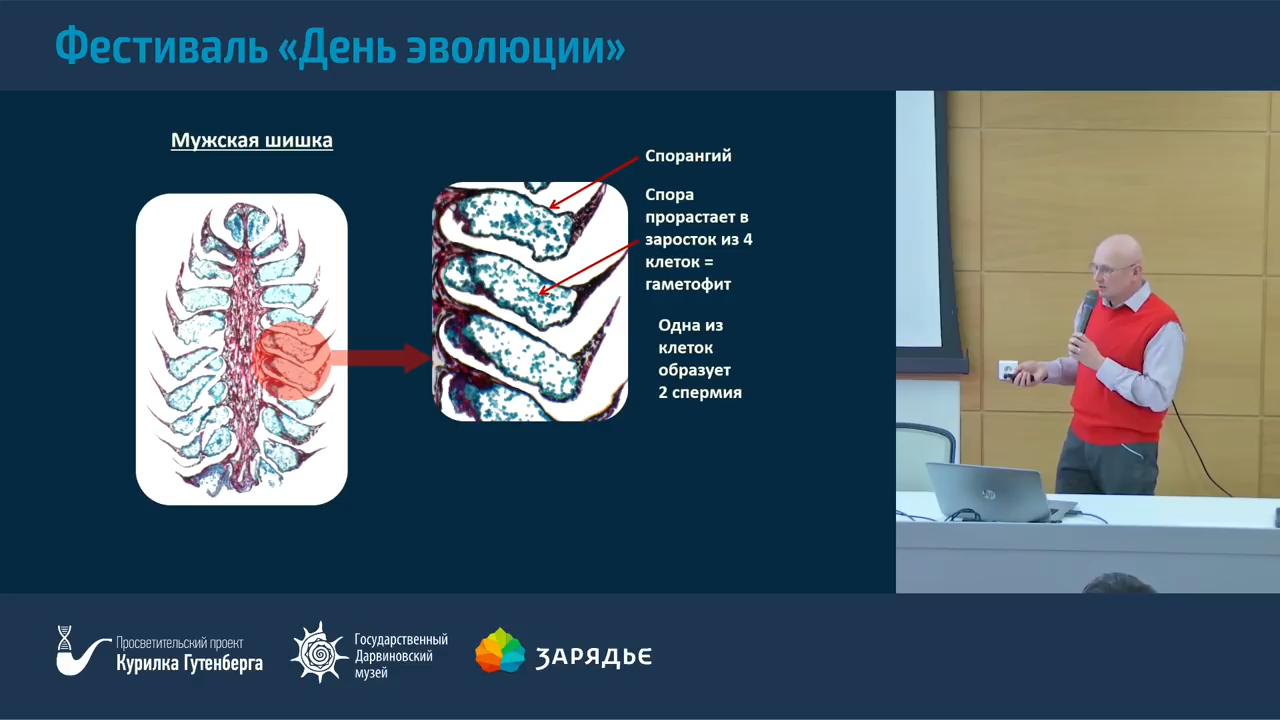 Фестиваль «День эволюции»
Мужская шишка
Спорангий
Спора
прорастает в
заросток из 4
клеток =
гаметофит
Одна из
клеток
образует
2 спермия
Просветительский проект
Курилка Гутенберга
Государственный
Дарвиновский
музей
ЗАРЯДЬЕ